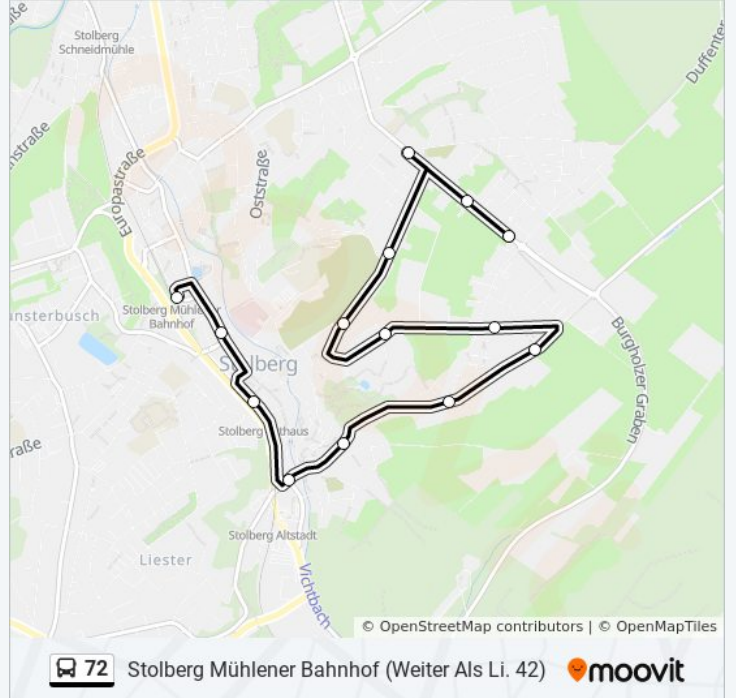 Stolberg
Schneidmühle
Duffenter
Oststraße
Europastraße
Stolberg Mühlener
Bahnhof
Stolberg
Burgholzer Graben
Stolberg Rathaus
raße
Stolberg Altstadt
Liester
Vichtbach
© OpenStreetMap contributors | © OpenMapTiles
72 Stolberg Mühlener Bahnhof (Weiter Als Li. 42) moovit